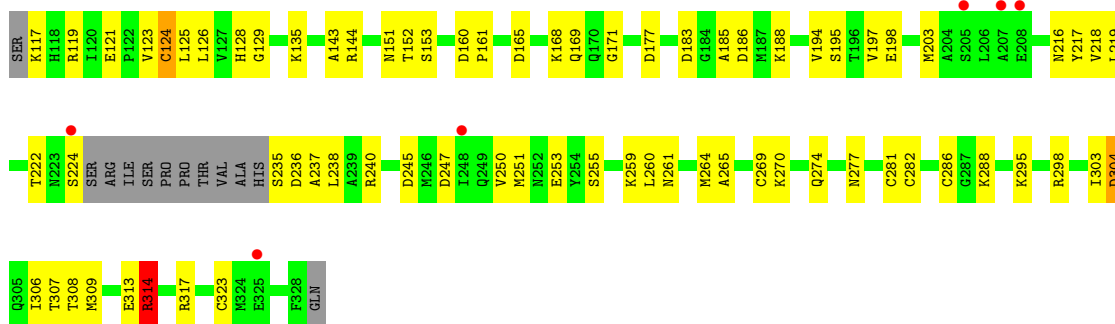 SER K117 H118 R119 I120 E121 P122 V123 C124 L125 L126 V127 H128 G129 K135 A143 R144 N151 T152 S153 D160 P161 D165 K168 Q169 Q170 G171 D177 D183 G184 A185 D186 M187 K188 V194 S195 T196 V197 E198 M203 A204 S205 L206 A207 E208 N216 Y217 V218 L219
T222 N223 S224 SER ARG ILE SER PRO PRO THR VAL ALA HIS S235 D236 A237 L238 A239 R240 D245 M246 D247 I248 Q249 V250 M251 N252 E253 Y254 S255 K259 L260 N261 M264 A265 C269 K270 Q274 N277 C281 C282 C286 G287 K288 K295 R298 I303 D304
Q305 I306 T307 T308 M309 E313 R314 R317 C323 M324 E325 F328 GLN